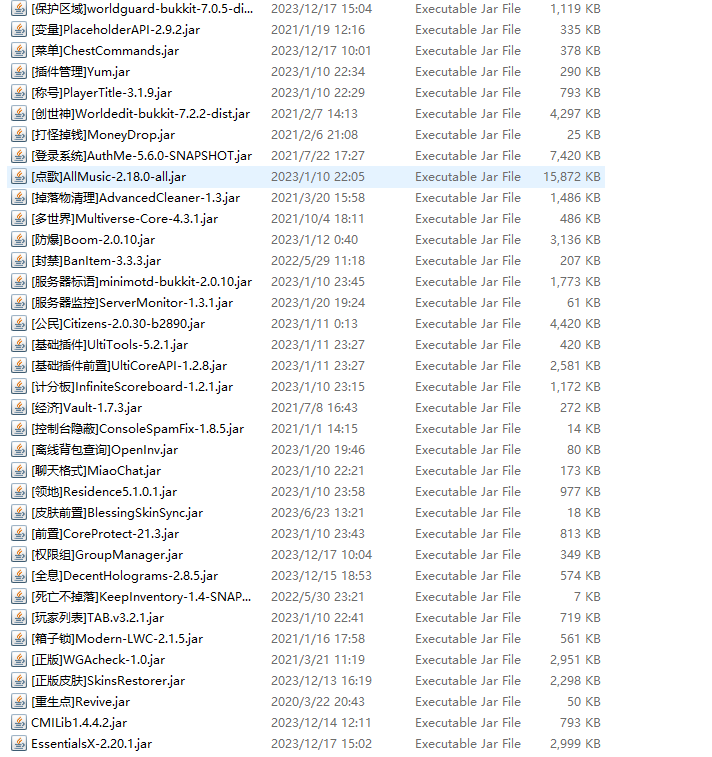 [保护区域]worldguard-bukkit-7.0.5-di... 2023/12/17 15:04 Executable Jar File 1,119 KB
[变量]PlaceholderAPI-2.9.2.jar 2021/1/19 12:16 Executable Jar File 335 KB
[菜单]ChestCommands.jar 2023/12/17 10:01 Executable Jar File 378 KB
[插件管理]Yum.jar 2023/1/10 22:34 Executable Jar File 290 KB
[称号]PlayerTitle-3.1.9.jar 2023/1/10 22:29 Executable Jar File 793 KB
[创世神]Worldedit-bukkit-7.2.2-dist.jar 2021/2/7 14:13 Executable Jar File 4,297 KB
[打怪掉钱]MoneyDrop.jar 2021/2/6 21:08 Executable Jar File 25 KB
[登录系统]AuthMe-5.6.0-SNAPSHOT.jar 2021/7/22 17:27 Executable Jar File 7,420 KB
[点歌]AllMusic-2.18.0-all.jar 2023/1/10 22:05 Executable Jar File 15,872 KB
[掉落物清理]AdvancedCleaner-1.3.jar 2021/3/20 15:58 Executable Jar File 1,486 KB
[多世界]Multiverse-Core-4.3.1.jar 2021/10/4 18:11 Executable Jar File 486 KB
[防爆]Boom-2.0.10.jar 2023/1/12 0:40 Executable Jar File 3,136 KB
[封禁]BanItem-3.3.3.jar 2022/5/29 11:18 Executable Jar File 207 KB
[服务器标语]minimotd-bukkit-2.0.10.jar 2023/1/10 23:45 Executable Jar File 1,773 KB
[服务器监控]ServerMonitor-1.3.1.jar 2023/1/20 19:24 Executable Jar File 61 KB
[公民]Citizens-2.0.30-b2890.jar 2023/1/11 0:13 Executable Jar File 4,420 KB
[基础插件]UltiTools-5.2.1.jar 2023/1/11 23:27 Executable Jar File 420 KB
[基础插件前置]UltiCoreAPI-1.2.8.jar 2023/1/11 23:27 Executable Jar File 2,581 KB
[计分板]InfiniteScoreboard-1.2.1.jar 2023/1/10 23:15 Executable Jar File 1,172 KB
[经济]Vault-1.7.3.jar 2021/7/8 16:43 Executable Jar File 272 KB
[控制台隐蔽]ConsoleSpamFix-1.8.5.jar 2021/1/1 14:15 Executable Jar File 14 KB
[离线背包查询]OpenInv.jar 2023/1/20 19:46 Executable Jar File 80 KB
[聊天格式]MiaoChat.jar 2023/1/10 22:21 Executable Jar File 173 KB
[领地]Residence5.1.0.1.jar 2023/1/10 23:58 Executable Jar File 977 KB
[皮肤前置]BlessingSkinSync.jar 2023/6/23 13:21 Executable Jar File 18 KB
[前置]CoreProtect-21.3.jar 2023/1/10 23:43 Executable Jar File 813 KB
[权限组]GroupManager.jar 2023/12/17 10:04 Executable Jar File 349 KB
[全息]DecentHolograms-2.8.5.jar 2023/12/15 18:53 Executable Jar File 574 KB
[死亡不掉落]KeepInventory-1.4-SNAP... 2022/5/30 23:21 Executable Jar File 7 KB
[玩家列表]TAB.v3.2.1.jar 2023/1/10 22:41 Executable Jar File 719 KB
[箱子锁]Modern-LWC-2.1.5.jar 2021/1/16 17:58 Executable Jar File 561 KB
[正版]WGAcheck-1.0.jar 2021/3/21 11:19 Executable Jar File 2,951 KB
[正版皮肤]SkinsRestorer.jar 2023/12/13 16:19 Executable Jar File 2,298 KB
[重生点]Revive.jar 2020/3/22 20:43 Executable Jar File 50 KB
CMILib1.4.4.2.jar 2023/12/14 12:11 Executable Jar File 793 KB
EssentialsX-2.20.1.jar 2023/12/17 15:02 Executable Jar File 2,999 KB